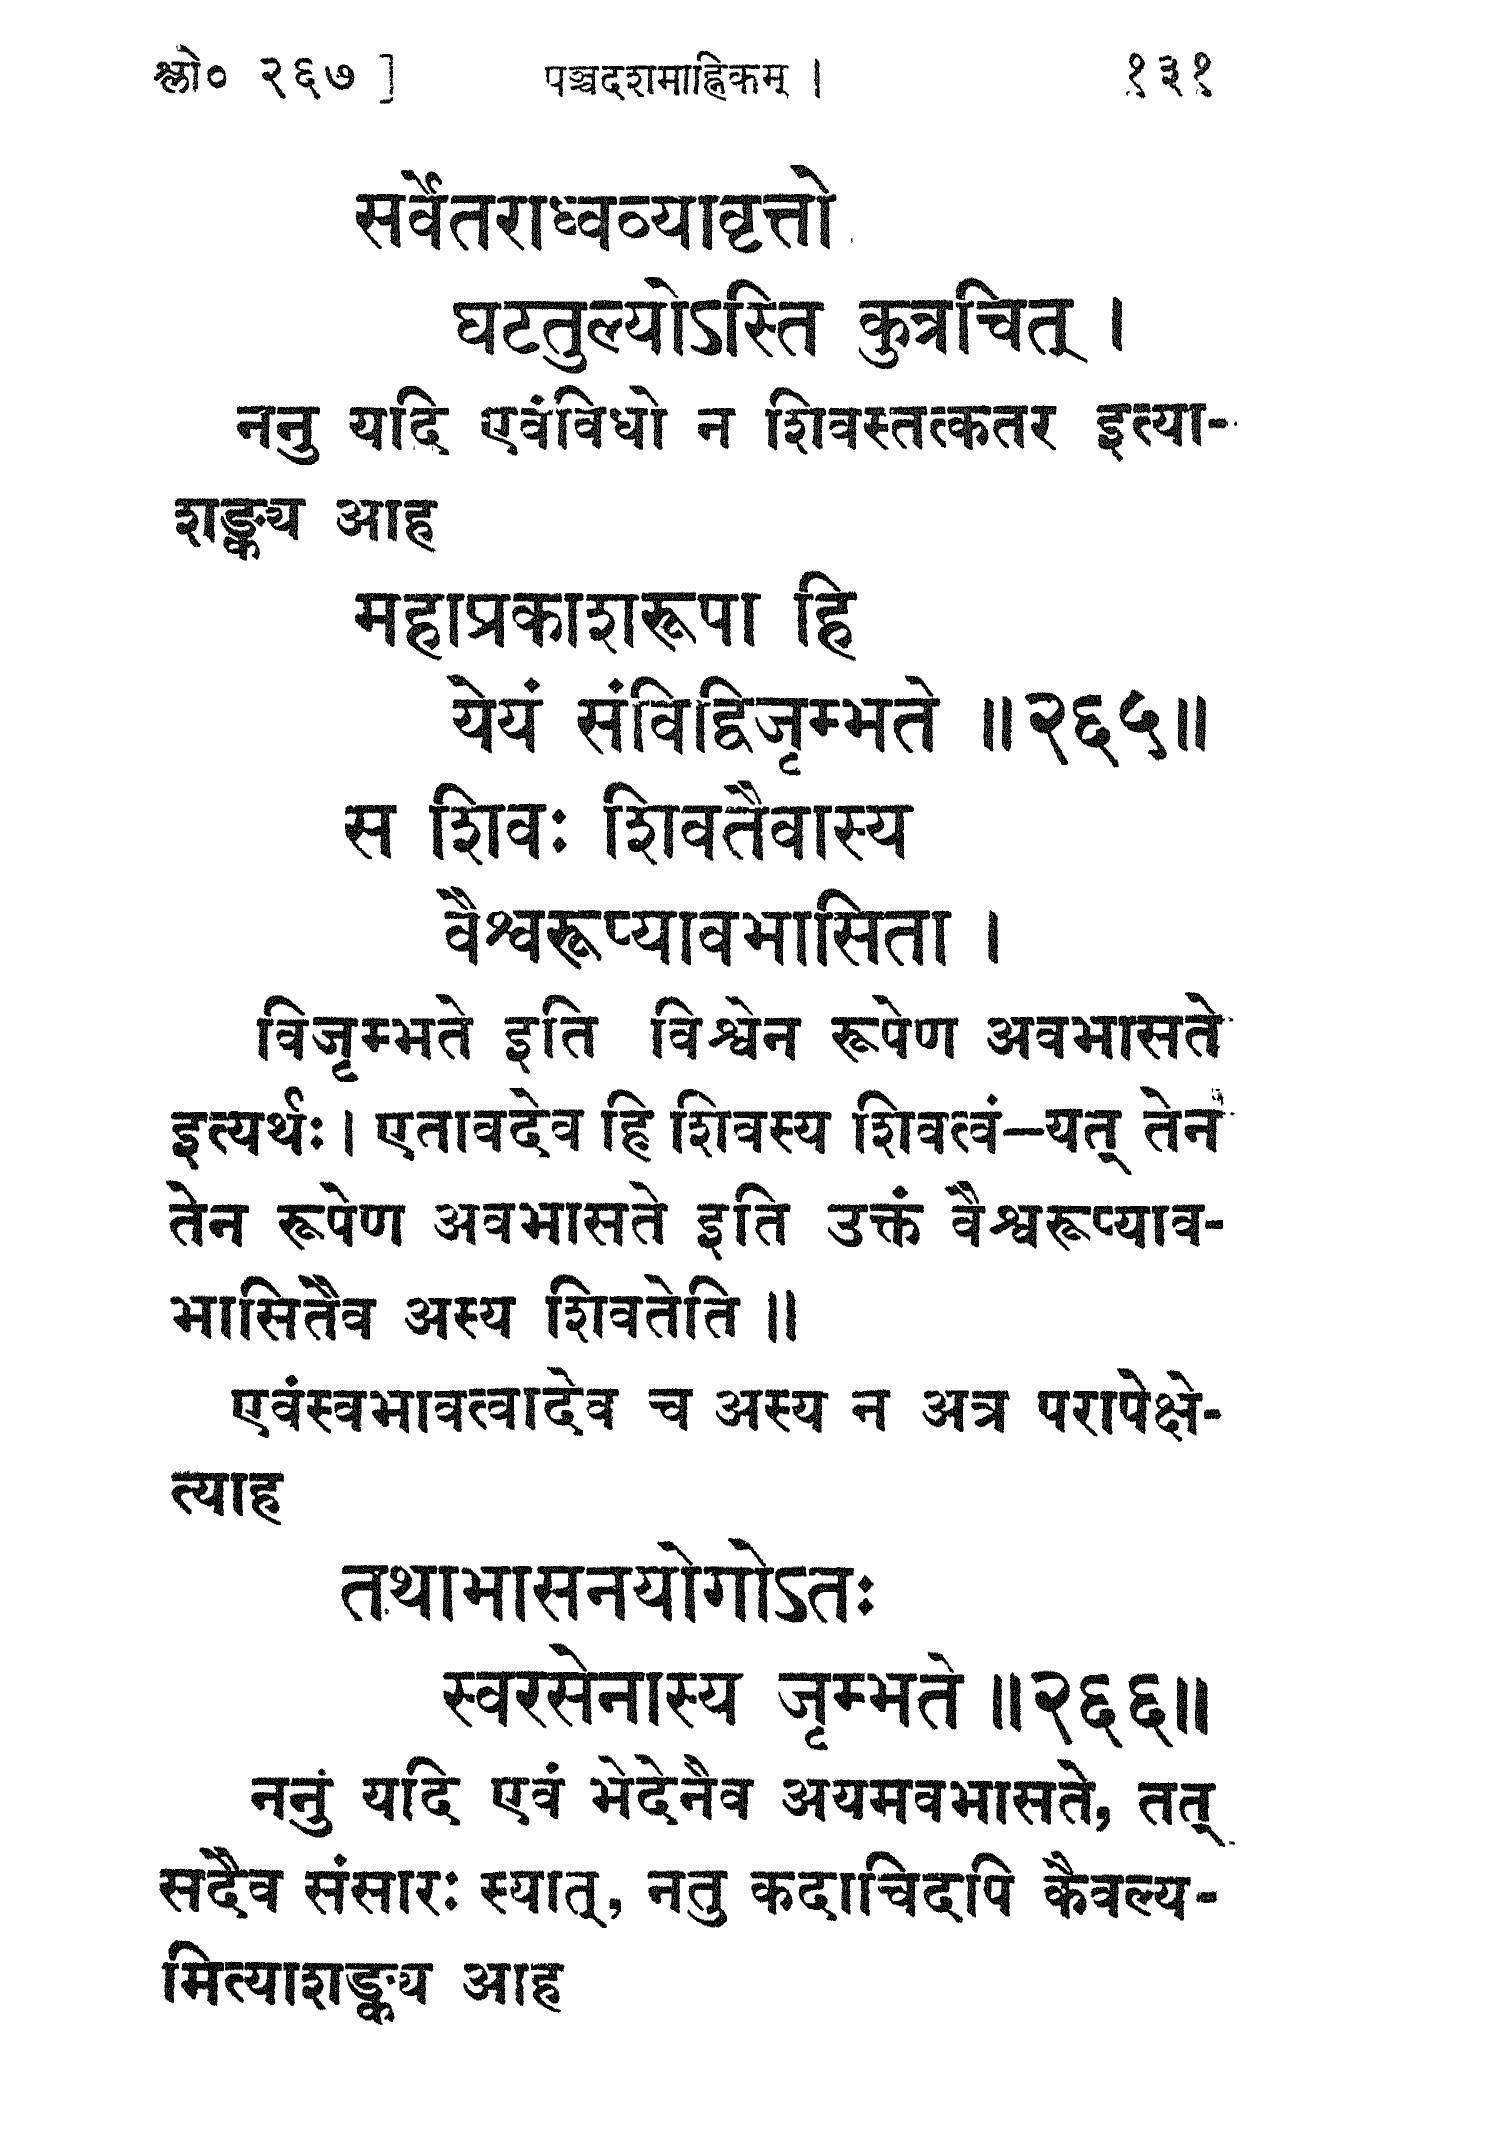 श्लो० २६७ ] पञ्चदशमाह्निकम् । १३१
सर्वेतराध्वव्यावृत्तो
घटतुल्योऽस्ति कुत्रचित् ।
ननु यदि एवंविधो न शिवस्तत्कतर इत्या-
शङ्क्य आह
महाप्रकाशरूपा हि
येयं संविद्विजृम्भते ॥ २६५ ॥
स शिवः शिवतैवास्य
वैश्वरूप्यावभासिता ।
विजृम्भते इति विश्वेन रूपेण अवभासते
इत्यर्थः । एतावदेव हि शिवस्य शिवत्वं—यत् तेन
तेन रूपेण अवभासते इति उक्तं वैश्वरूप्याव-
भासितैव अस्य शिवतेति ॥
एवंस्वभावत्वादेव च अस्य न अत्र परापेक्षे-
त्याह
तथाभासनयोगोऽतः
स्वरसेनास्य जृम्भते ॥ २६६ ॥
ननुं यदि एवं भेदेनैव अयमवभासते, तत्
सदैव संसारः स्यात्, नतु कदाचिदपि कैवल्य-
मित्याशङ्क्य आह